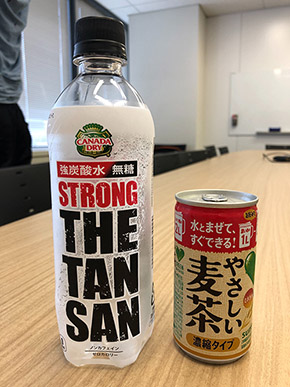 CANADA DRY
強炭酸水 無糖
STRONG
THE
TAN
SAN
ノンカフェイン
ゼロカロリー
水とまぜて、
すぐできる!
1L
やさしい
麦茶
濃縮タイプ